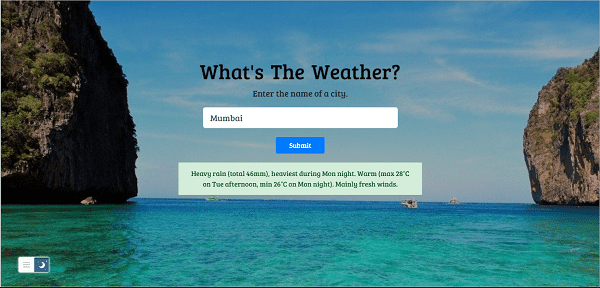 What's The Weather?
Enter the name of a city.
Mumbai
Submit
Heavy rain (total 46mm), heaviest during Mon night. Warm (max 28°C
on Tue afternoon, min 26°C on Mon night). Mainly fresh winds.